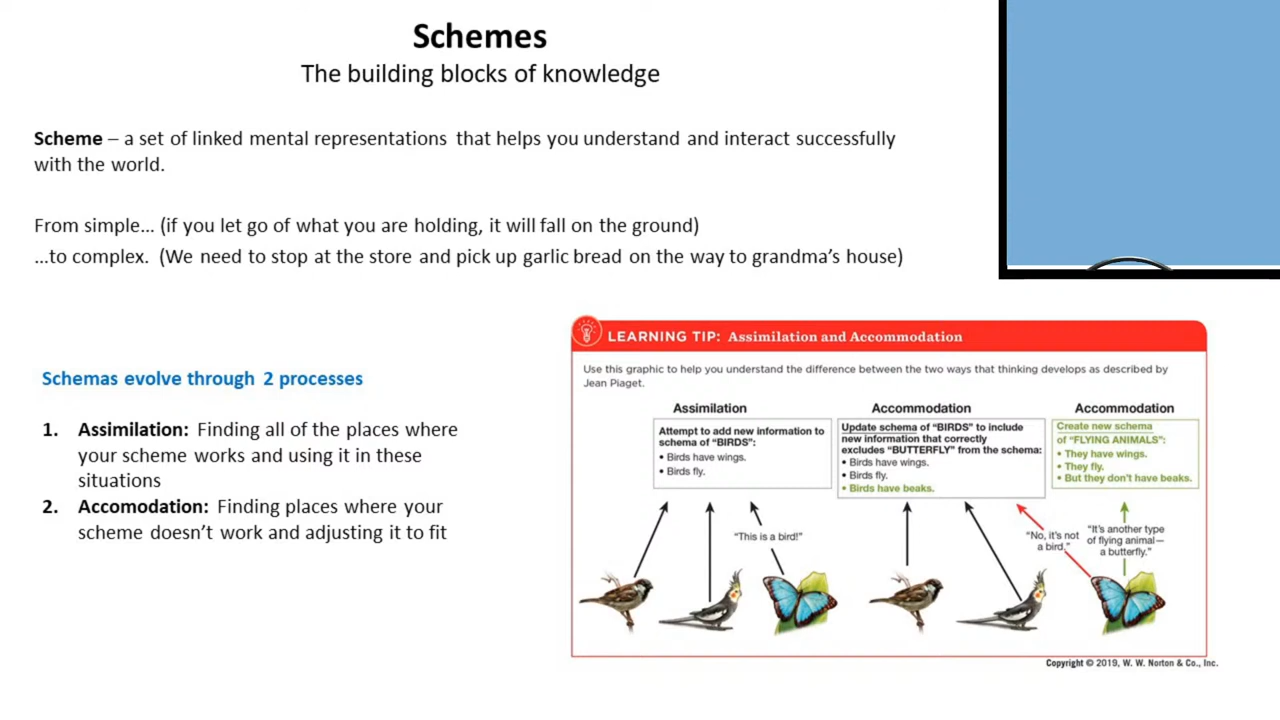 Schemes
The building blocks of knowledge
Scheme – a set of linked mental representations that helps you understand and interact successfully
with the world.
From simple... (if you let go of what you are holding, it will fall on the ground)
...to complex. (We need to stop at the store and pick up garlic bread on the way to grandma's house)
Schemas evolve through 2 processes
1. Assimilation: Finding all of the places where
your scheme works and using it in these
situations
2. Accomodation: Finding places where your
scheme doesn't work and adjusting it to fit
LEARNING TIP: Assimilation and Accommodation
Use this graphic to help you understand the difference between the two ways that thinking develops as described by
Jean Piaget.
Assimilation
Attempt to add new information to
schema of "BIRDS":
• Birds have wings.
• Birds fly.
"This is a bird!"
Accommodation
Update schema of "BIRDS" to include
new information that correctly
excludes "BUTTERFLY" from the schema:
• Birds have wings.
• Birds fly.
• Birds have beaks.
"No, it's not
a bird."
Accommodation
Create new schema
of "FLYING ANIMALS":
• They have wings.
• They fly.
• But they don't have beaks.
"It's another type
of flying animal—
a butterfly."
Copyright © 2019, W. W. Norton & Co., Inc.